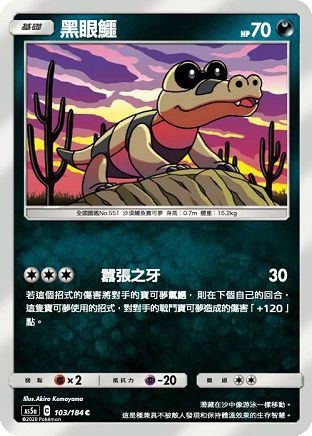 基礎 黑眼鱷 HP 70
全國圖鑑No.551 沙漠鱷魚寶可夢 身高：0.7m 體重：15.2kg
囂張之牙 30
若這個招式的傷害將對手的寶可夢氣絕，則在下個自己的回合，
這隻寶可夢使用的招式，對對手的戰鬥寶可夢造成的傷害「+120」
點。
弱點 ×2 抵抗力 -20 撤退
Illus.Akira Komayama
AS5a C 103/184 C
©2020 Pokémon
潛藏在沙中像游泳一樣移動。
這是種兼具不被敵人發現和保持體溫效果的生存智慧。